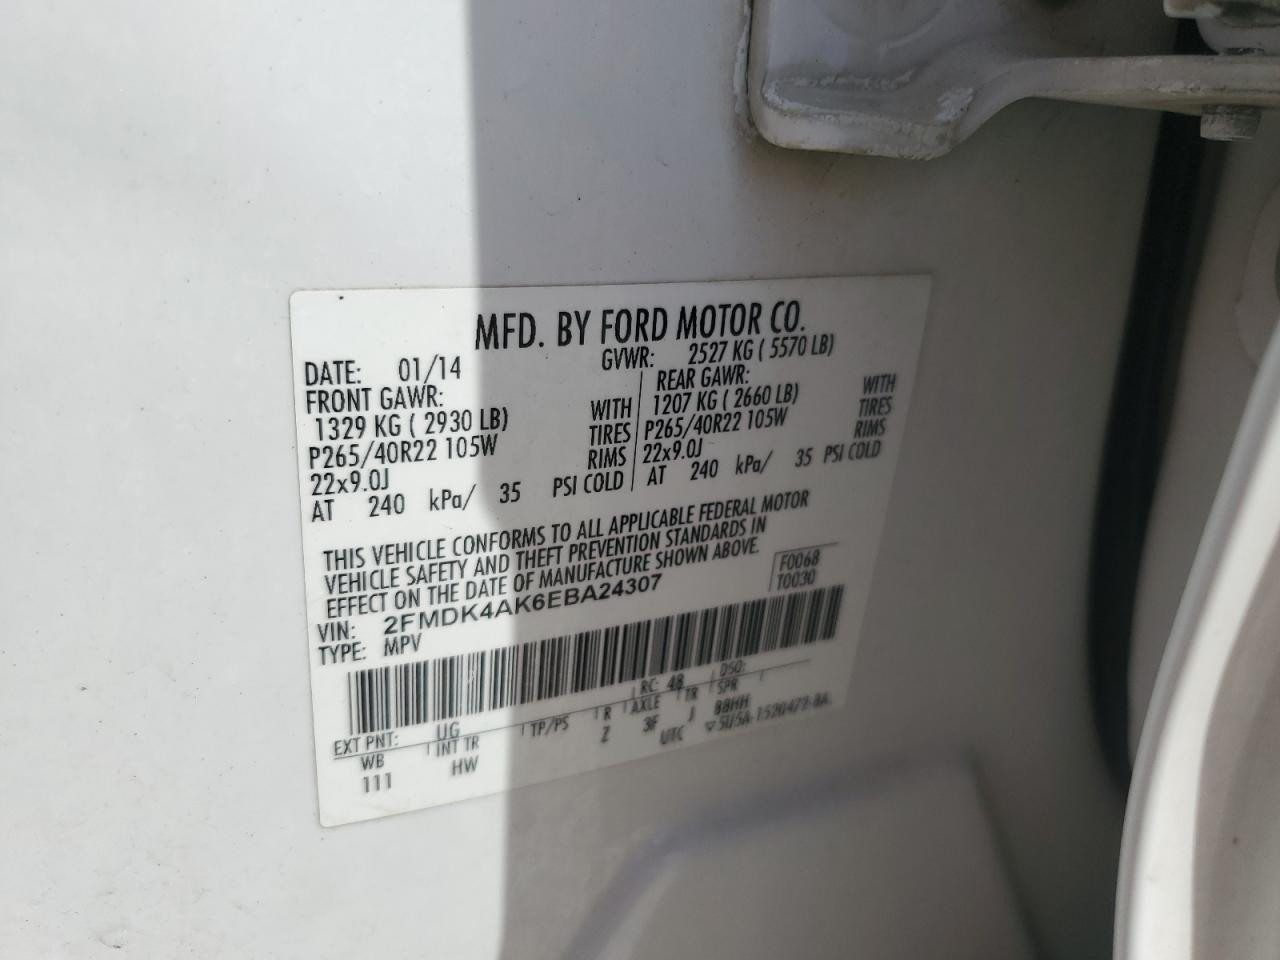 MFD. BY FORD MOTOR CO.
DATE: 01/14 GVWR: 2527 KG ( 5570 LB)
FRONT GAWR: REAR GAWR:
1329 KG ( 2930 LB) WITH 1207 KG ( 2660 LB) WITH
P265/40R22 105W TIRES P265/40R22 105W TIRES
22x9.0J RIMS 22x9.0J RIMS
AT 240 kPa/ 35 PSI COLD AT 240 kPa/ 35 PSI COLD
THIS VEHICLE CONFORMS TO ALL APPLICABLE FEDERAL MOTOR
VEHICLE SAFETY AND THEFT PREVENTION STANDARDS IN
EFFECT ON THE DATE OF MANUFACTURE SHOWN ABOVE.
F0068
T0030
VIN: 2FMDK4AK6EBA24307
TYPE: MPV
EXT PNT: UG RC: 48 DSO:
WB INT TR TP/PS R AXLE TR SPR
111 HW Z 3F J BBHH
UTC 5U5A-1520472-BA